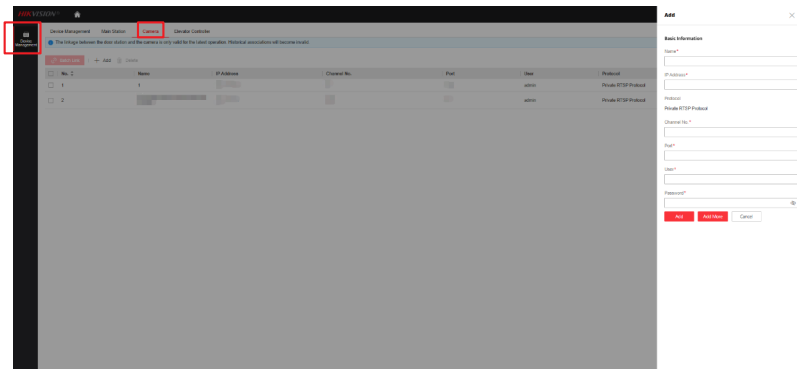 HIKVISION®
Device Management
Device Management Main Station Camera Elevator Controller
The linkage between the door station and the camera is only valid for the latest operation. Historical associations will become invalid.
+ Add Delete
No. Name IP Address Channel No. Port User Protocol
1 1 admin Private RTSP Protocol
2 admin Private RTSP Protocol
Add
Basic Information
Name*
IP Address*
Protocol
Private RTSP Protocol
Channel No.*
Port*
User*
Password*
Add Add More Cancel